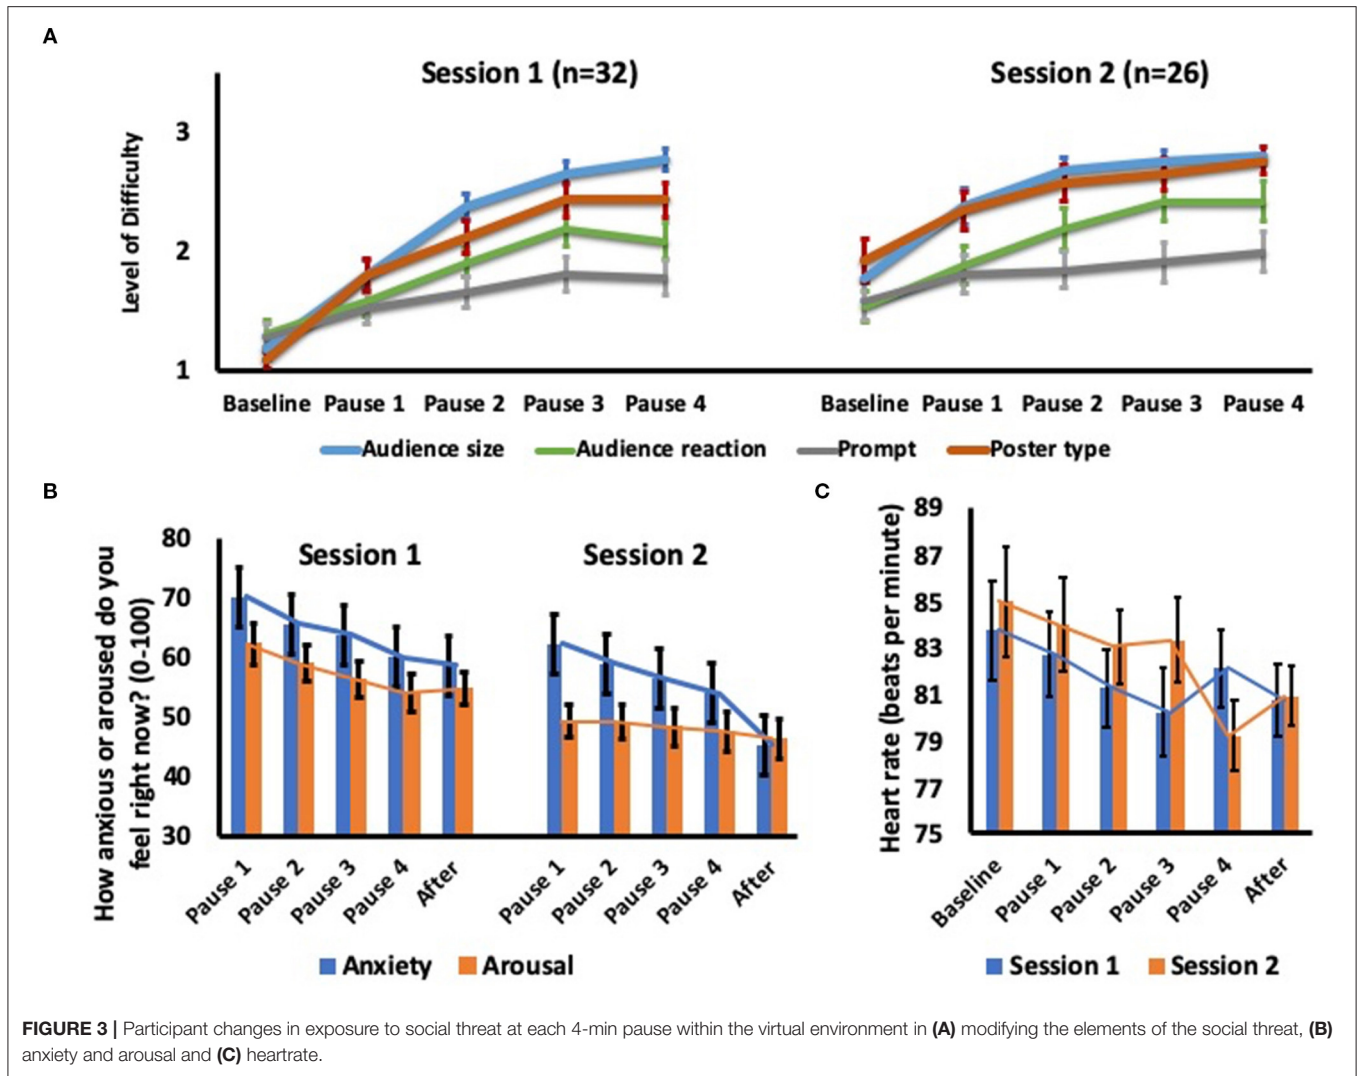 A
Session 1 (n=32)
Session 2 (n=26)
Level of Difficulty
3
2
1
Baseline Pause 1 Pause 2 Pause 3 Pause 4
Baseline Pause 1 Pause 2 Pause 3 Pause 4
Audience size Audience reaction Prompt Poster type
B
How anxious or aroused do you
feel right now? (0-100)
80
70
60
50
40
30
Session 1
Session 2
Pause 1
Pause 2
Pause 3
Pause 4
After
Pause 1
Pause 2
Pause 3
Pause 4
After
Anxiety Arousal
C
Heart rate (beats per minute)
89
87
85
83
81
79
77
75
Baseline
Pause 1
Pause 2
Pause 3
Pause 4
After
Session 1 Session 2
FIGURE 3 | Participant changes in exposure to social threat at each 4-min pause within the virtual environment in (A) modifying the elements of the social threat, (B)
anxiety and arousal and (C) heartrate.